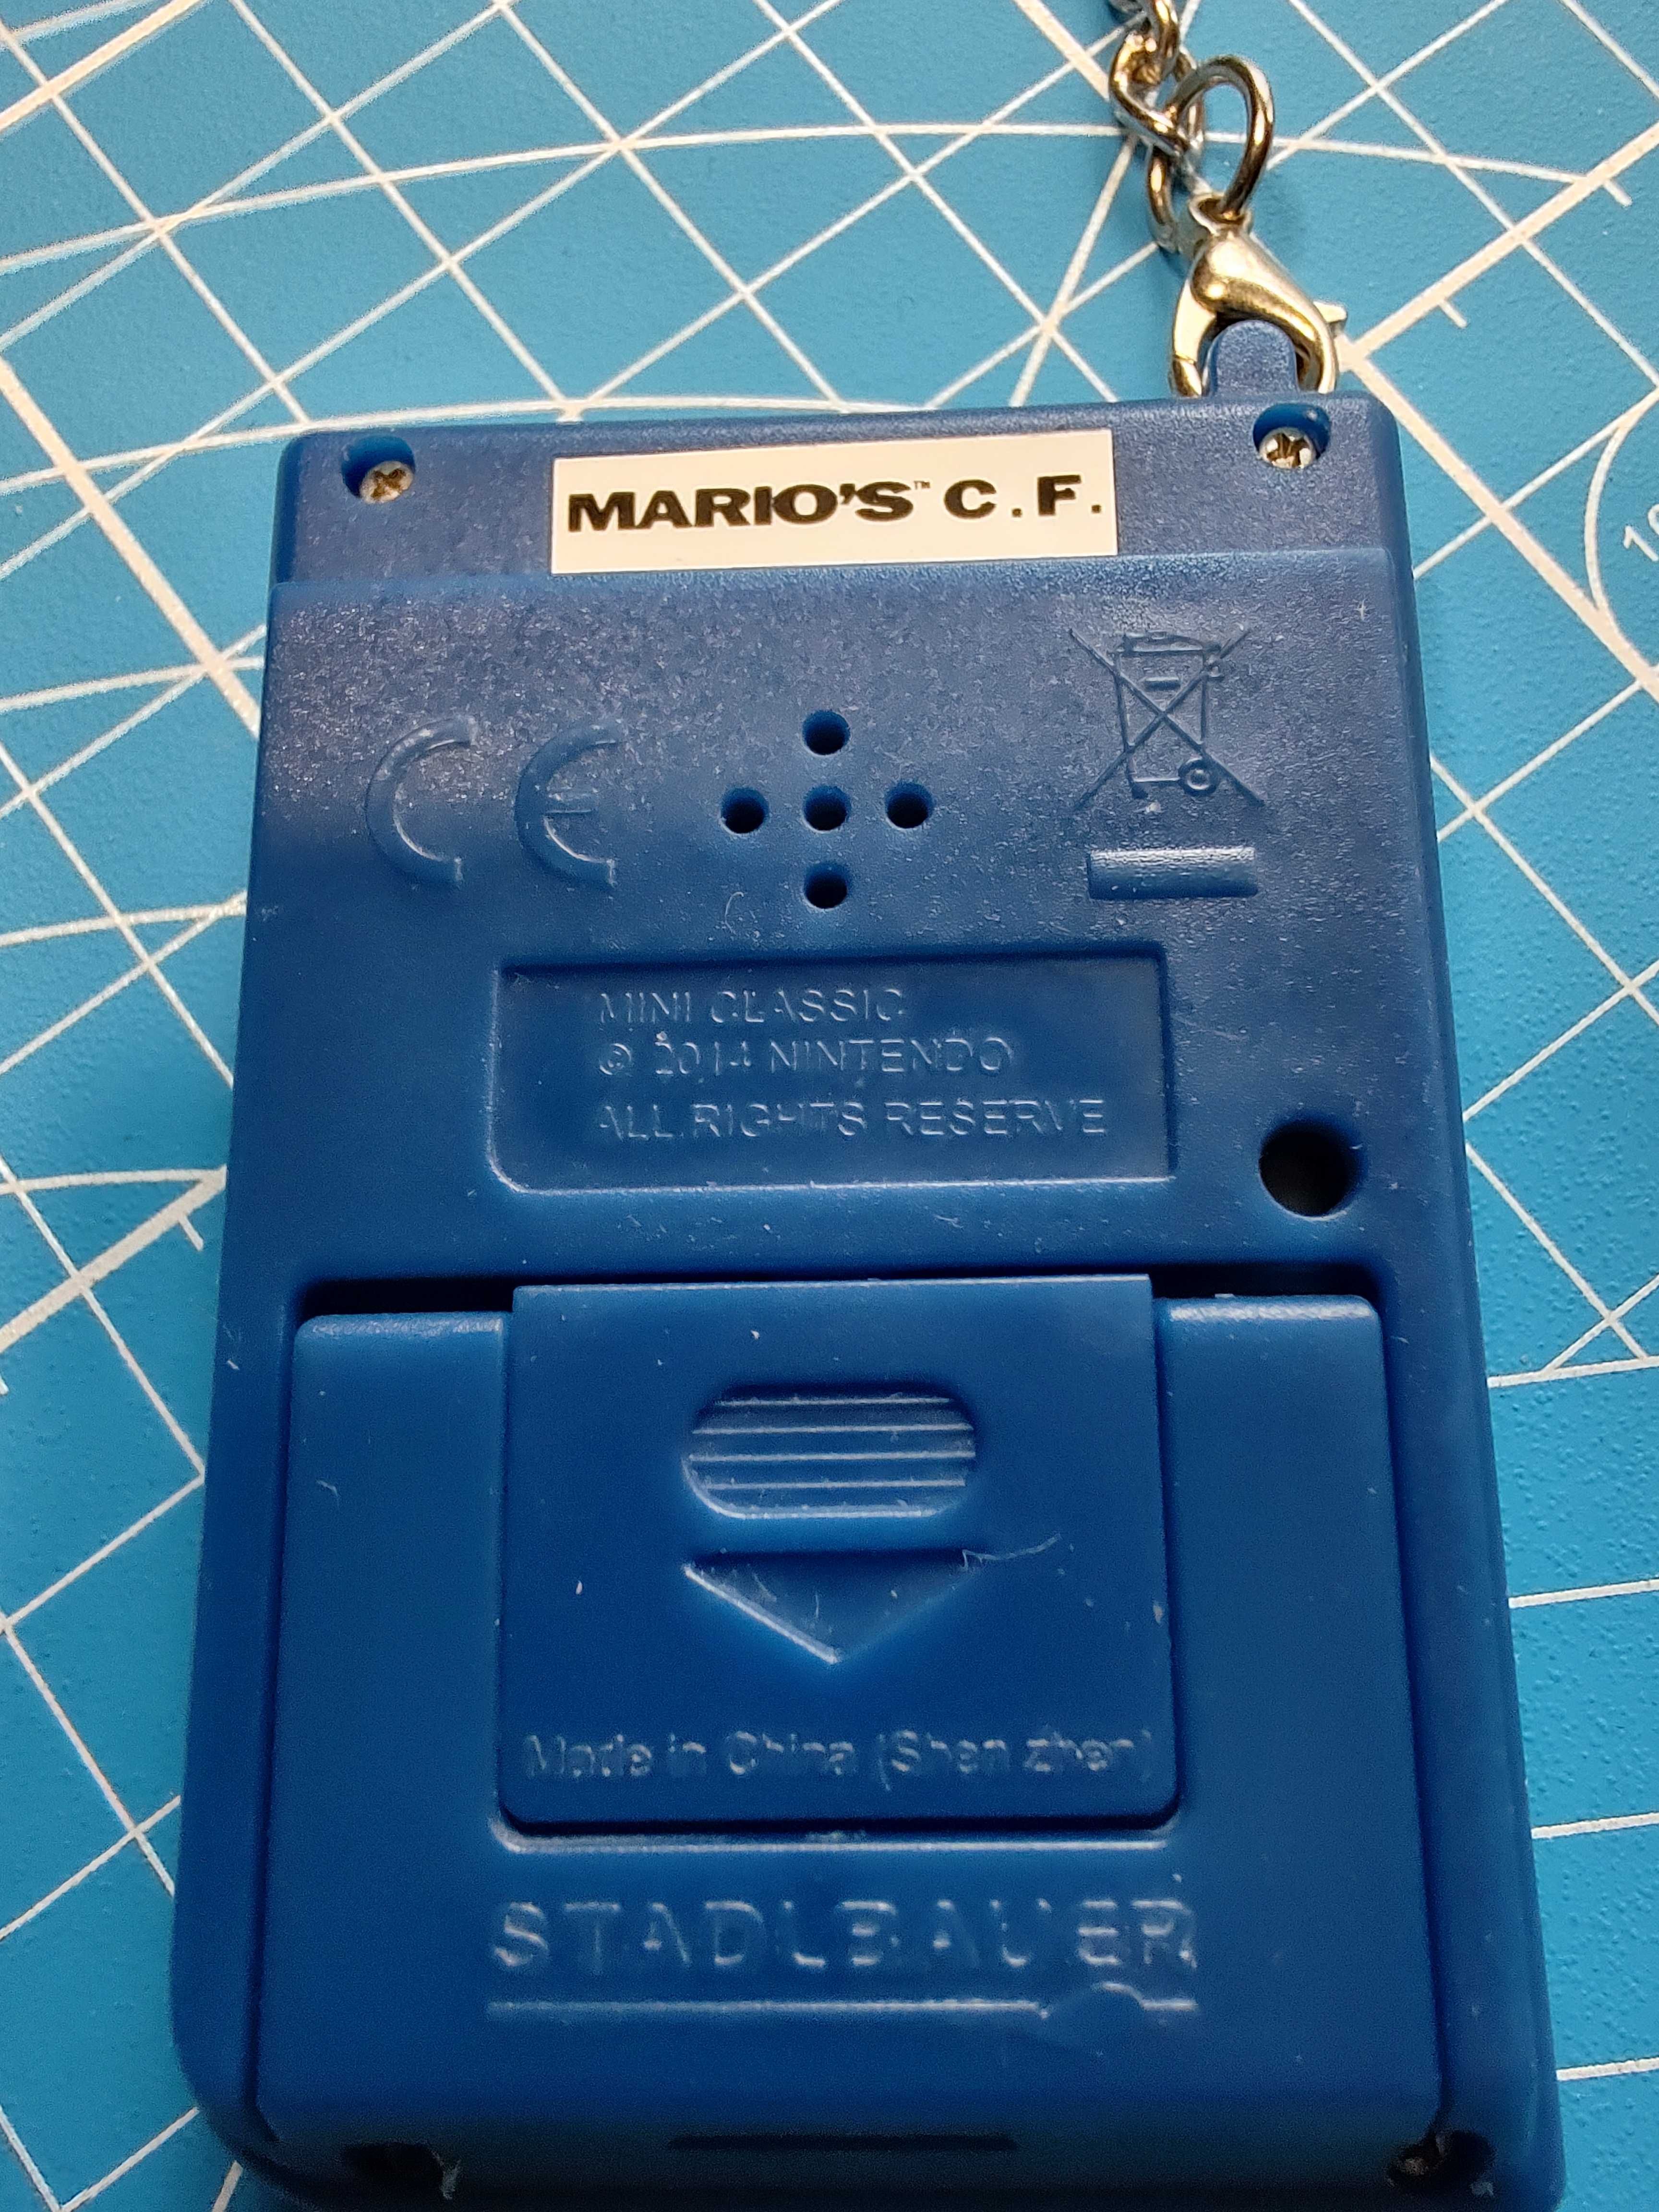 MARIO'S™ C.F.
CE
MINI CLASSIC
© 2014 NINTENDO
ALL RIGHTS RESERVE
Made in China (Shen zhen)
STADLBAUER